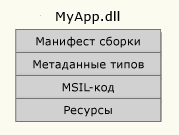 MyApp.dll
Манифест сборки
Метаданные типов
MSIL-код
Ресурсы